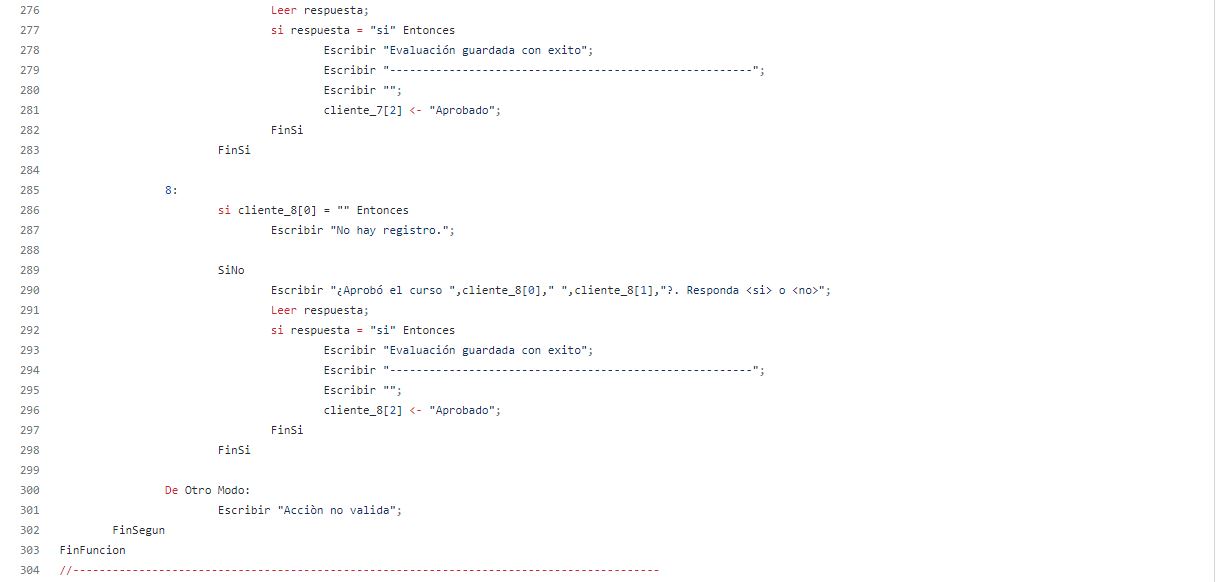 276 Leer respuesta;
277 si respuesta = "si" Entonces
278 Escribir "Evaluación guardada con exito";
279 Escribir "-------------------------------------------------------";
280 Escribir "";
281 cliente_7[2] <- "Aprobado";
282 FinSi
283 FinSi
284
285 8:
286 si cliente_8[0] = "" Entonces
287 Escribir "No hay registro.";
288
289 SiNo
290 Escribir "¿Aprobó el curso ",cliente_8[0]," ",cliente_8[1],"?. Responda <si> o <no>";
291 Leer respuesta;
292 si respuesta = "si" Entonces
293 Escribir "Evaluación guardada con exito";
294 Escribir "-------------------------------------------------------";
295 Escribir "";
296 cliente_8[2] <- "Aprobado";
297 FinSi
298 FinSi
299
300 De Otro Modo:
301 Escribir "Acciòn no valida";
302 FinSegun
303 FinFuncion
304 //-----------------------------------------------------------------------------------------